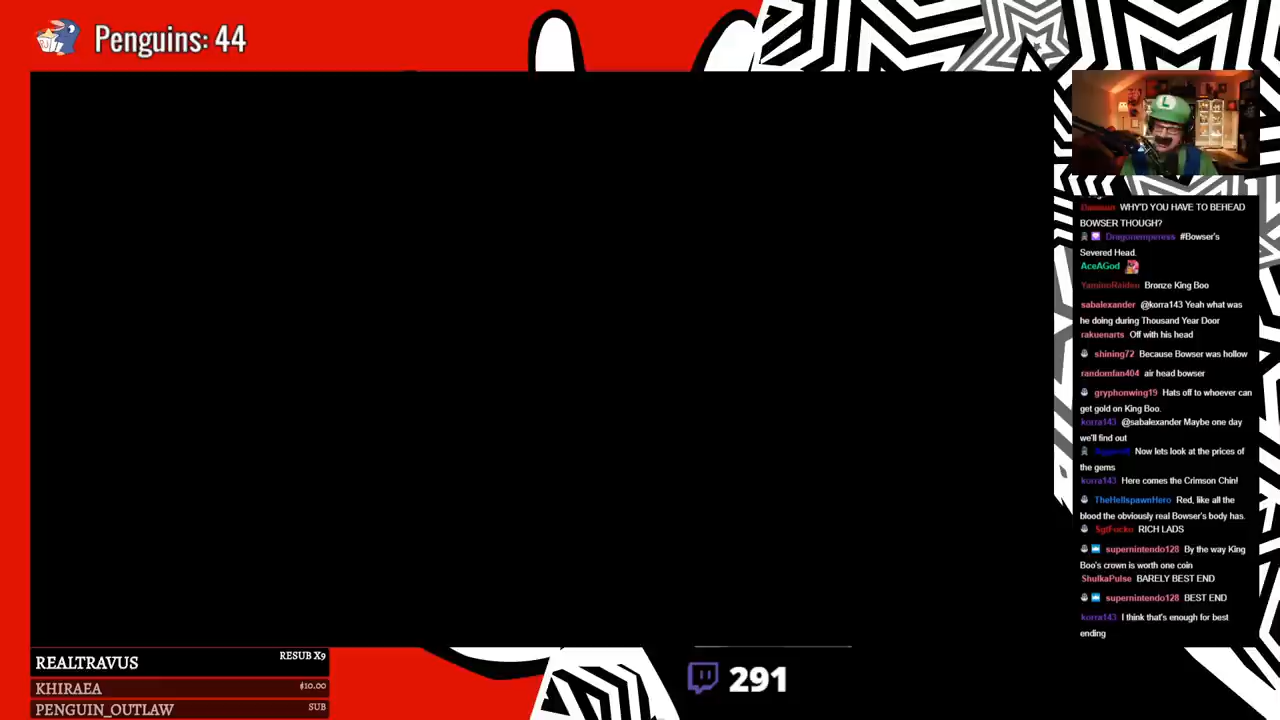 Penguins: 44
WHY'D YOU HAVE TO BEHEAD
BOWSER THOUGH?
Dragonempress #Bowser's
Severed Head.
AceAGod
YaminoRaiden Bronze King Boo
sabalexander @korra143 Yeah what was
he doing during Thousand Year Door
rakuenarts Off with his head
shining72 Because Bowser was hollow
randomfan404 air head bowser
gryphonwing19 Hats off to whoever can
get gold on King Boo.
korra143 @sabalexander Maybe one day
we'll find out
Now lets look at the prices of
the gems
korra143 Here comes the Crimson Chin!
TheHellspawnHero Red, like all the
blood the obviously real Bowser's body has.
SgtFucku RICH LADS
supernintendo128 By the way King
Boo's crown is worth one coin
ShulkaPulse BARELY BEST END
supernintendo128 BEST END
korra143 I think that's enough for best
ending
REALTRAVUS RESUB X9
KHIRAEA $10.00
PENGUIN_OUTLAW SUB
291